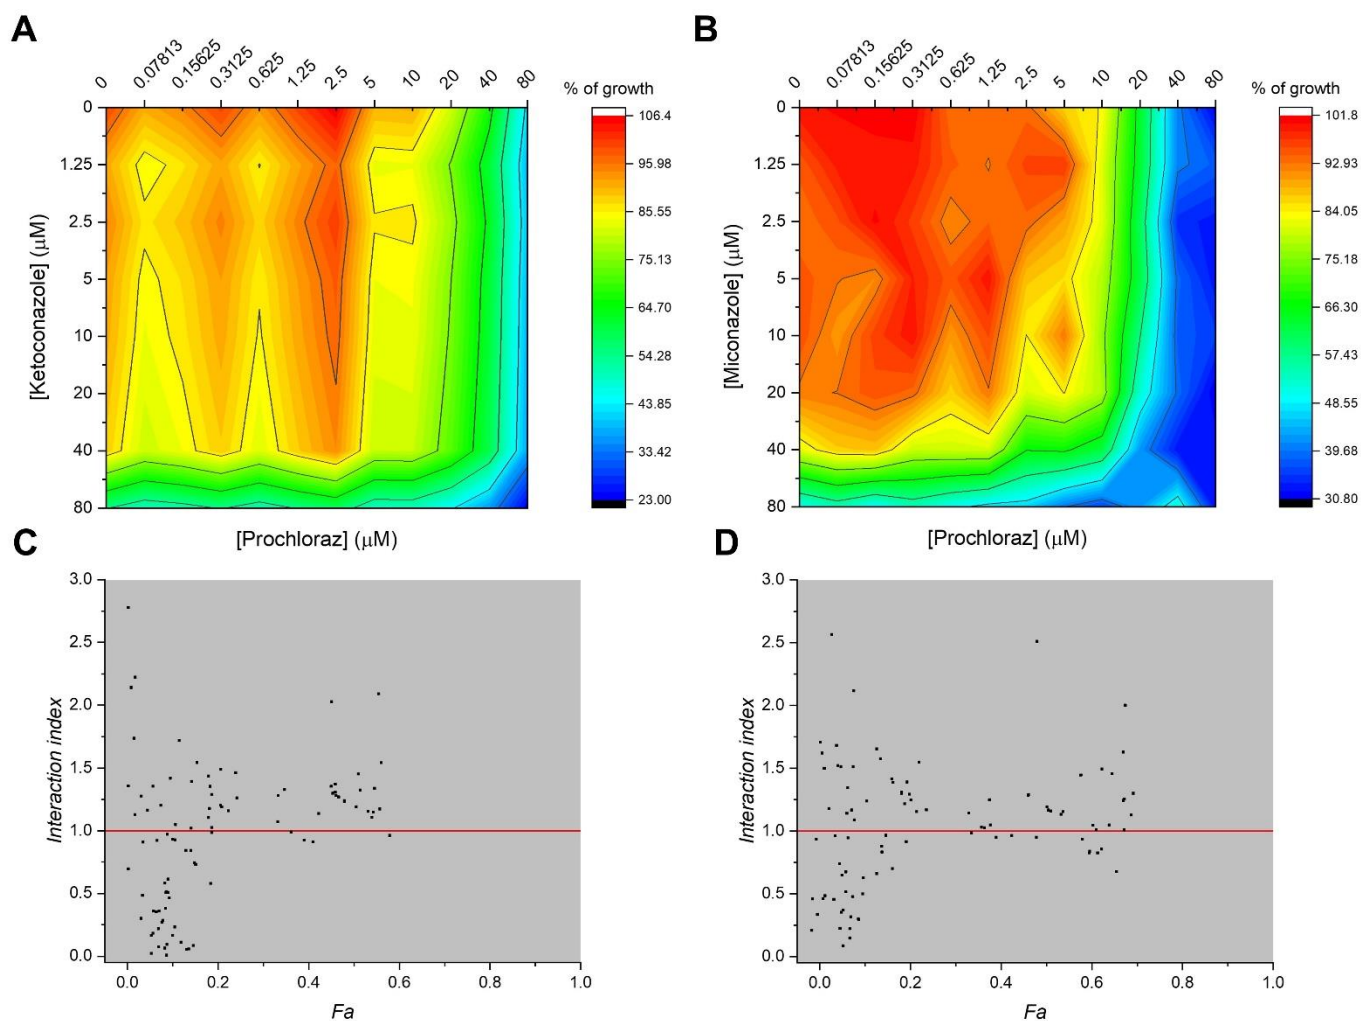 A
0 0.07813 0.15625 0.3125 0.625 1.25 2.5 5 10 20 40 80
% of growth
0
1.25
2.5
5
10
20
40
80
[Ketoconazole] (μM)
106.4
95.98
85.55
75.13
64.70
54.28
43.85
33.42
23.00
[Prochloraz] (μM)
B
0 0.07813 0.15625 0.3125 0.625 1.25 2.5 5 10 20 40 80
% of growth
0
1.25
2.5
5
10
20
40
80
[Miconazole] (μM)
101.8
92.93
84.05
75.18
66.30
57.43
48.55
39.68
30.80
[Prochloraz] (μM)
C
3.0
2.5
2.0
1.5
1.0
0.5
0.0
Interaction index
0.0 0.2 0.4 0.6 0.8 1.0
Fa
D
3.0
2.5
2.0
1.5
1.0
0.5
0.0
Interaction index
0.0 0.2 0.4 0.6 0.8 1.0
Fa